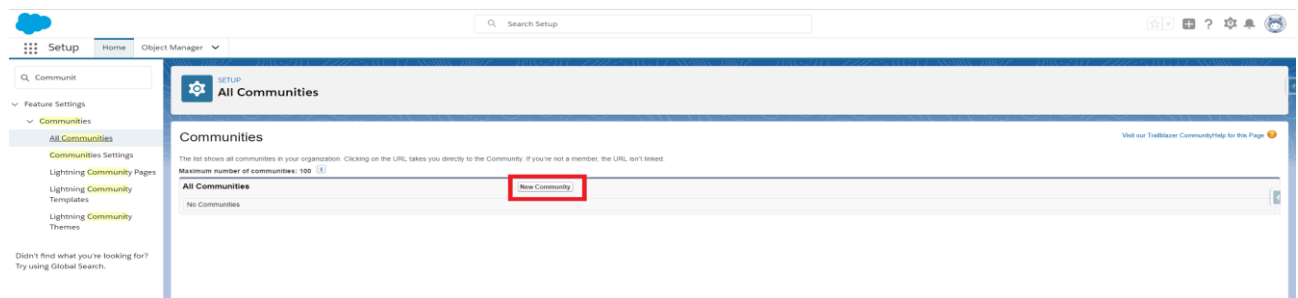 Search Setup
Setup Home Object Manager
Communit
Feature Settings
Communities
All Communities
Communities Settings
Lightning Community Pages
Lightning Community
Templates
Lightning Community
Themes
Didn't find what you're looking for?
Try using Global Search.
SETUP
All Communities
Communities
Visit our Trailblazer Community|Help for this Page
The list shows all communities in your organization. Clicking on the URL takes you directly to the Community. If you're not a member, the URL isn't linked.
Maximum number of communities: 100 i
All Communities New Community
No Communities